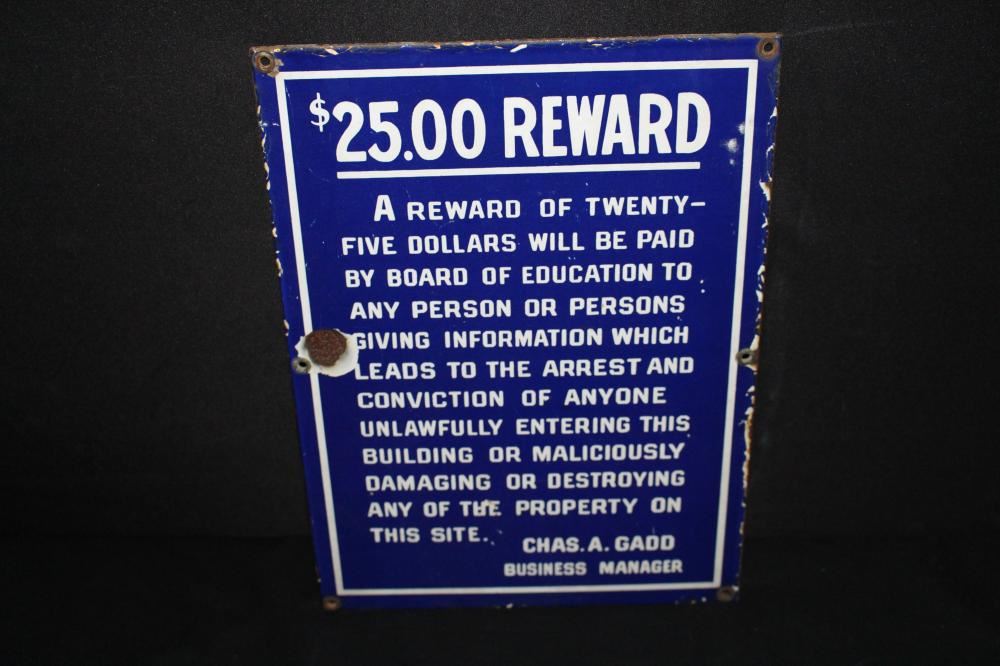 $25.00 REWARD
A REWARD OF TWENTY-
FIVE DOLLARS WILL BE PAID
BY BOARD OF EDUCATION TO
ANY PERSON OR PERSONS
GIVING INFORMATION WHICH
LEADS TO THE ARREST AND
CONVICTION OF ANYONE
UNLAWFULLY ENTERING THIS
BUILDING OR MALICIOUSLY
DAMAGING OR DESTROYING
ANY OF THE PROPERTY ON
THIS SITE.
CHAS. A. GADD
BUSINESS MANAGER